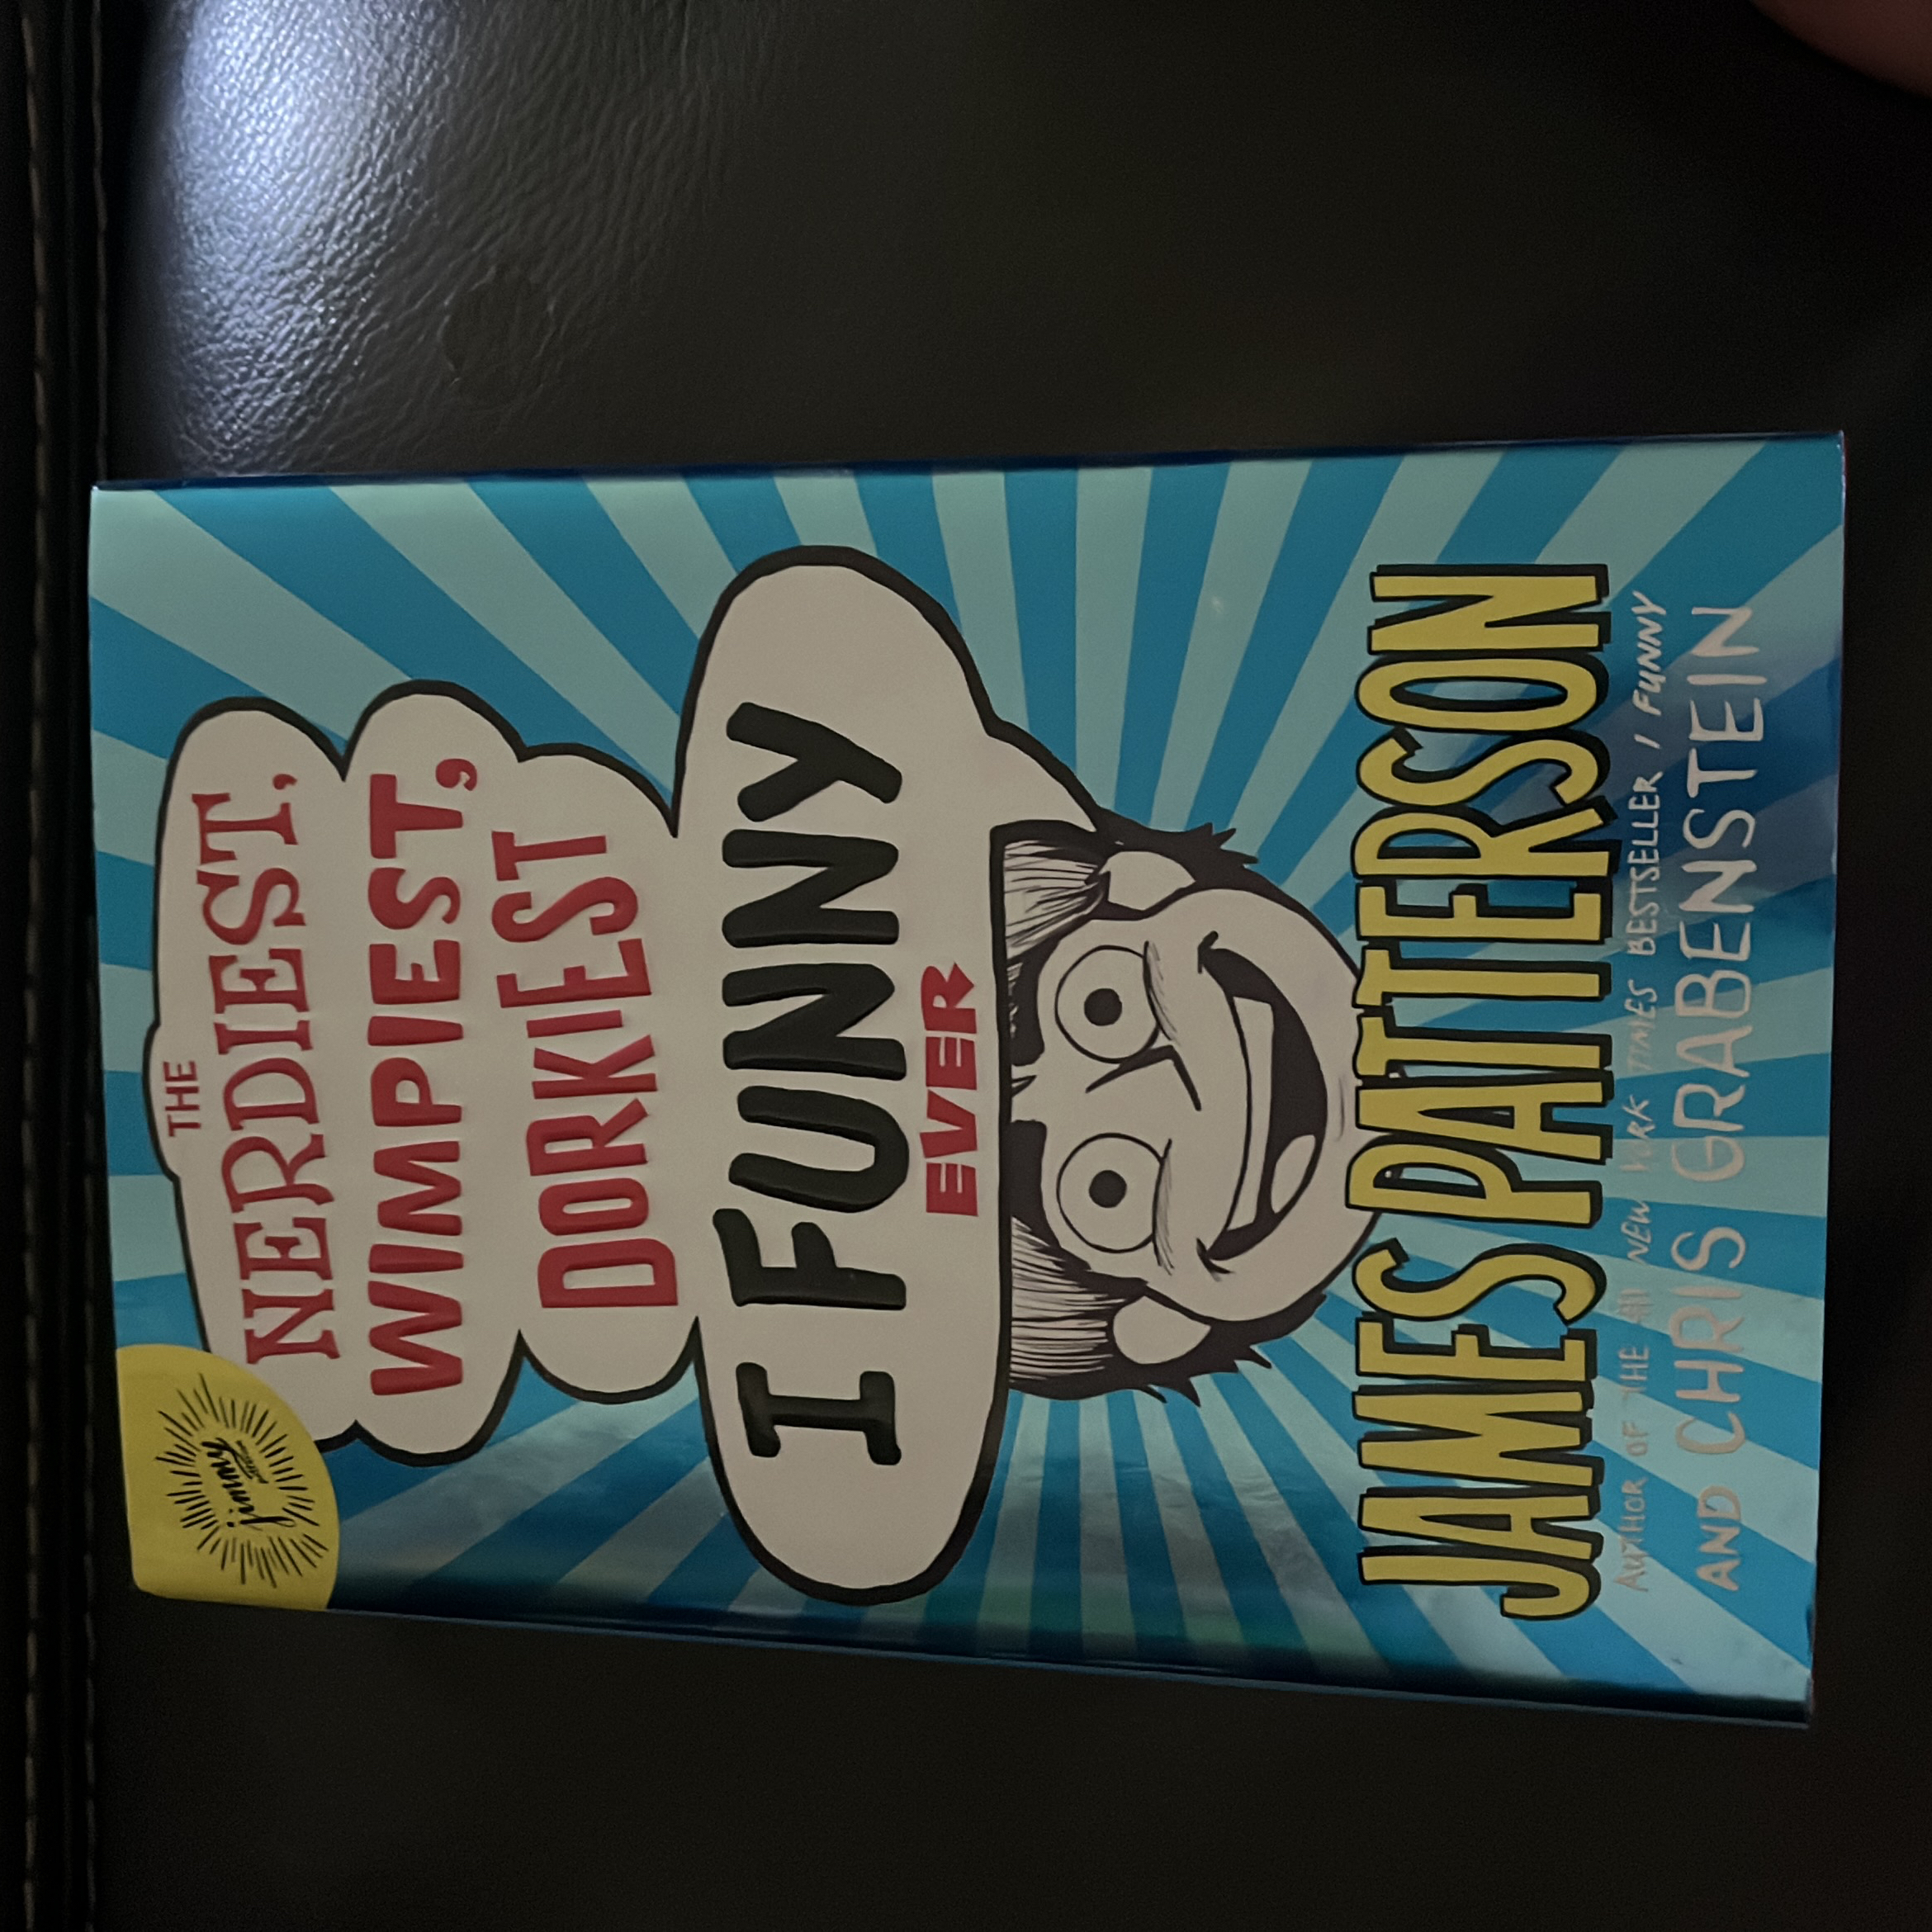 jimmy
THE
NERDIEST,
WIMPIEST,
DORKIEST
I FUNNY
EVER
JAMES PATTERSON
AUTHOR OF THE #1 NEW YORK TIMES BESTSELLER I FUNNY
AND CHRIS GRABENSTEIN